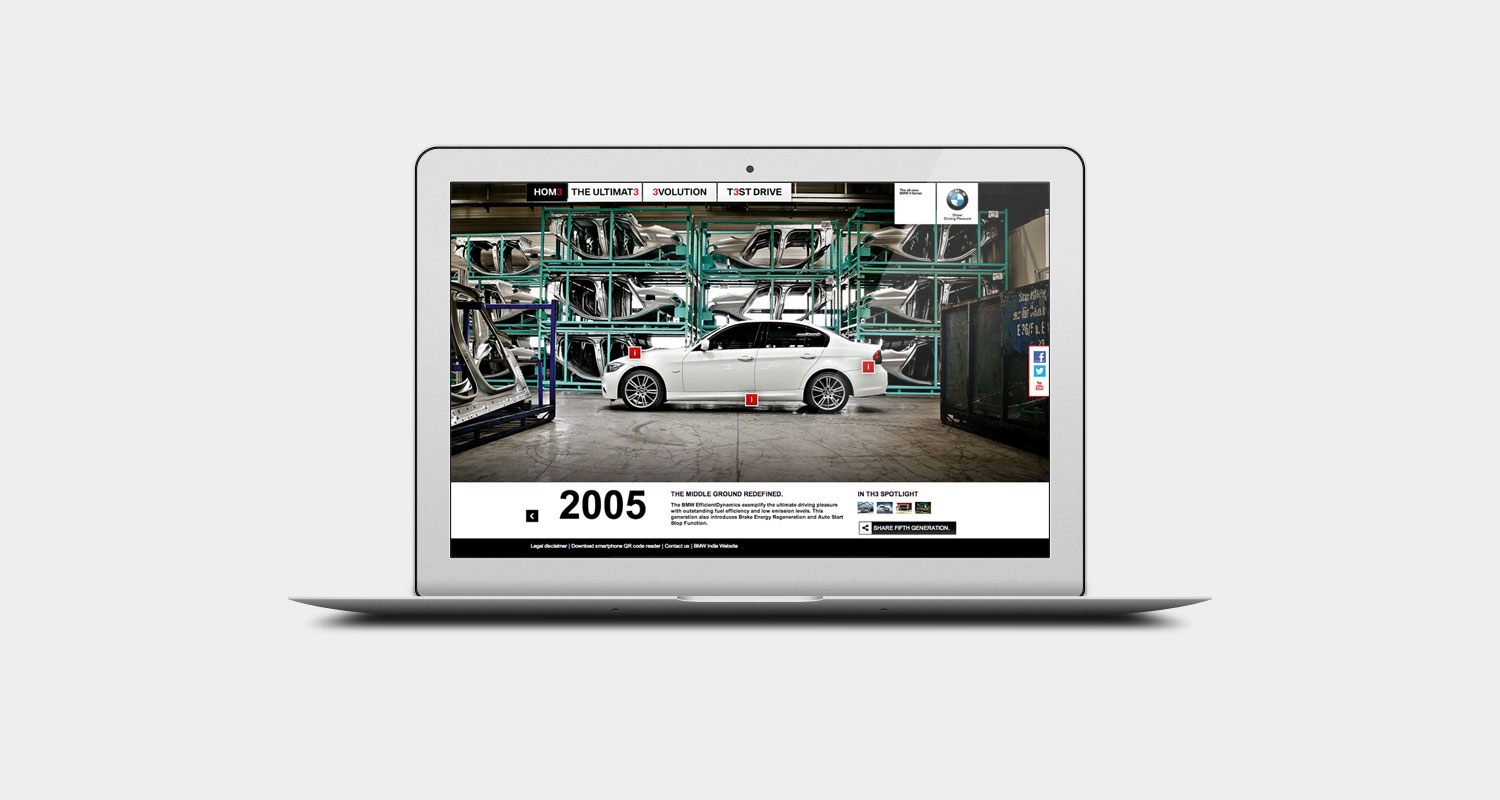 HOM3
THE ULTIMAT3
3VOLUTION
T3ST DRIVE
The all-new
BMW 3 Series
BMW
Sheer
Driving Pleasure
i
i
i
f
You
2005
THE MIDDLE GROUND REDEFINED.
The BMW EfficientDynamics exemplify the ultimate driving pleasure
with outstanding fuel efficiency and low emission levels. This
generation also introduces Brake Energy Regeneration and Auto Start
Stop Function.
IN TH3 SPOTLIGHT
SHARE FIFTH GENERATION.
Legal disclaimer | Download smartphone QR code reader | Contact us | BMW India Website